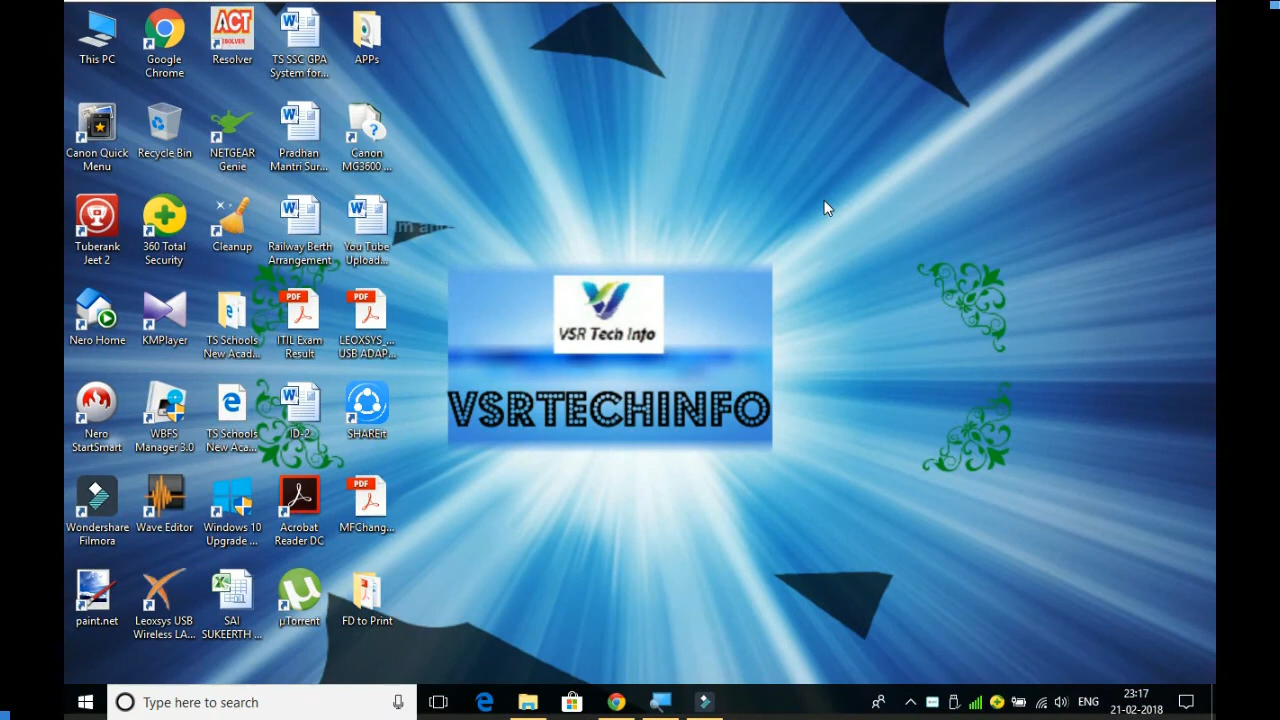 This PC
Google
Chrome
ACT
Resolver
TS SSC GPA
System for...
APPs
Canon Quick
Menu
Recycle Bin
NETGEAR
Genie
Pradhan
Mantri Sur...
Canon
MG3600 ...
Tuberank
Jeet 2
360 Total
Security
Cleanup
Railway Berth
Arrangement
You Tube
Upload...
Nero Home
KMPlayer
TS Schools
New Acad...
PDF
ITIL Exam
Result
PDF
LEOXSYS_...
USB ADAP...
Nero
StartSmart
WBFS
Manager 3.0
TS Schools
New Aca...
ID-2
SHAREit
Wondershare
Filmora
Wave Editor
Windows 10
Upgrade ...
Acrobat
Reader DC
PDF
MFChang...
paint.net
Leoxsys USB
Wireless LA...
SAI
SUKEERTH ...
µTorrent
FD to Print
VSR Tech Info
VSRTECHINFO
Type here to search
ENG
23:17
21-02-2018